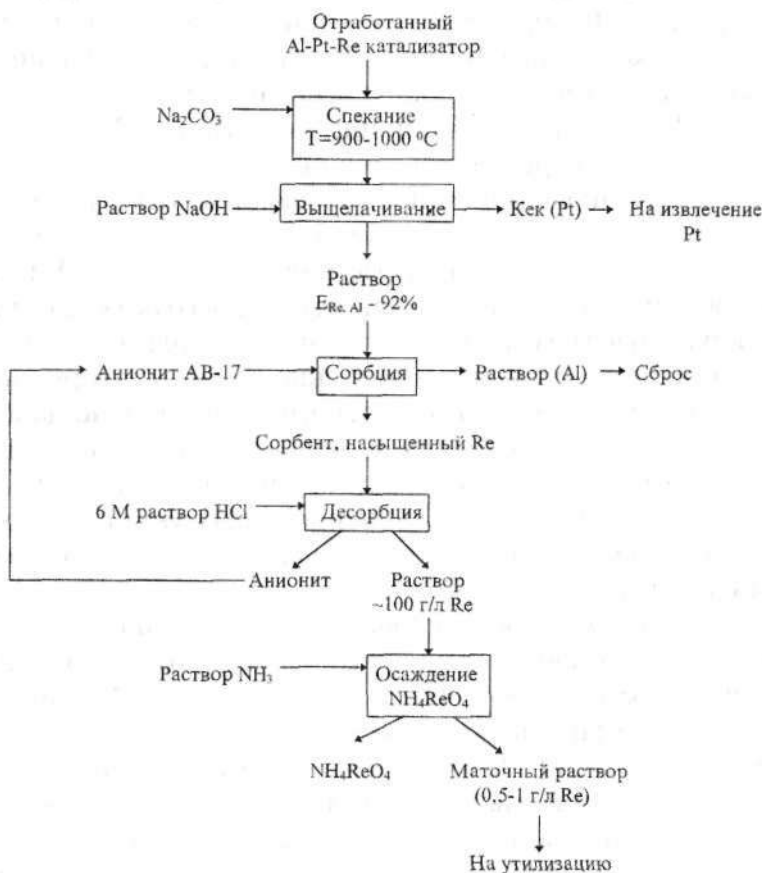 Отработанный
Al-Pt-Re катализатор
Na₂CO₃
Спекание
T=900-1000 ⁰C
Раствор NaOH
Выщелачивание
Кек (Pt)
На извлечение
Pt
Раствор
E_Re, Al - 92%
Анионит АВ-17
Сорбция
Раствор (Al)
Сброс
Сорбент, насыщенный Re
6 М раствор HCl
Десорбция
Анионит
Раствор
~100 г/л Re
Раствор NH₃
Осаждение
NH₄ReO₄
NH₄ReO₄
Маточный раствор
(0,5-1 г/л Re)
На утилизацию